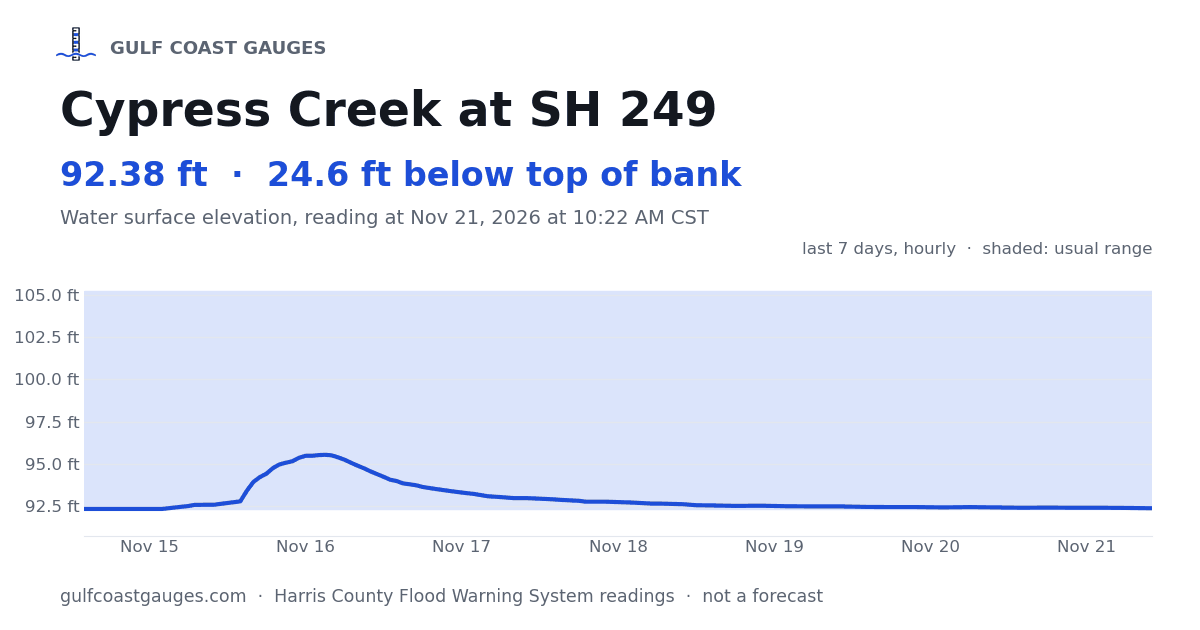 GULF COAST GAUGES
Cypress Creek at SH 249
92.38 ft · 24.6 ft below top of bank
Water surface elevation, reading at Nov 21, 2026 at 10:22 AM CST
last 7 days, hourly · shaded: usual range
105.0 ft
102.5 ft
100.0 ft
97.5 ft
95.0 ft
92.5 ft
Nov 15 Nov 16 Nov 17 Nov 18 Nov 19 Nov 20 Nov 21
gulfcoastgauges.com · Harris County Flood Warning System readings · not a forecast